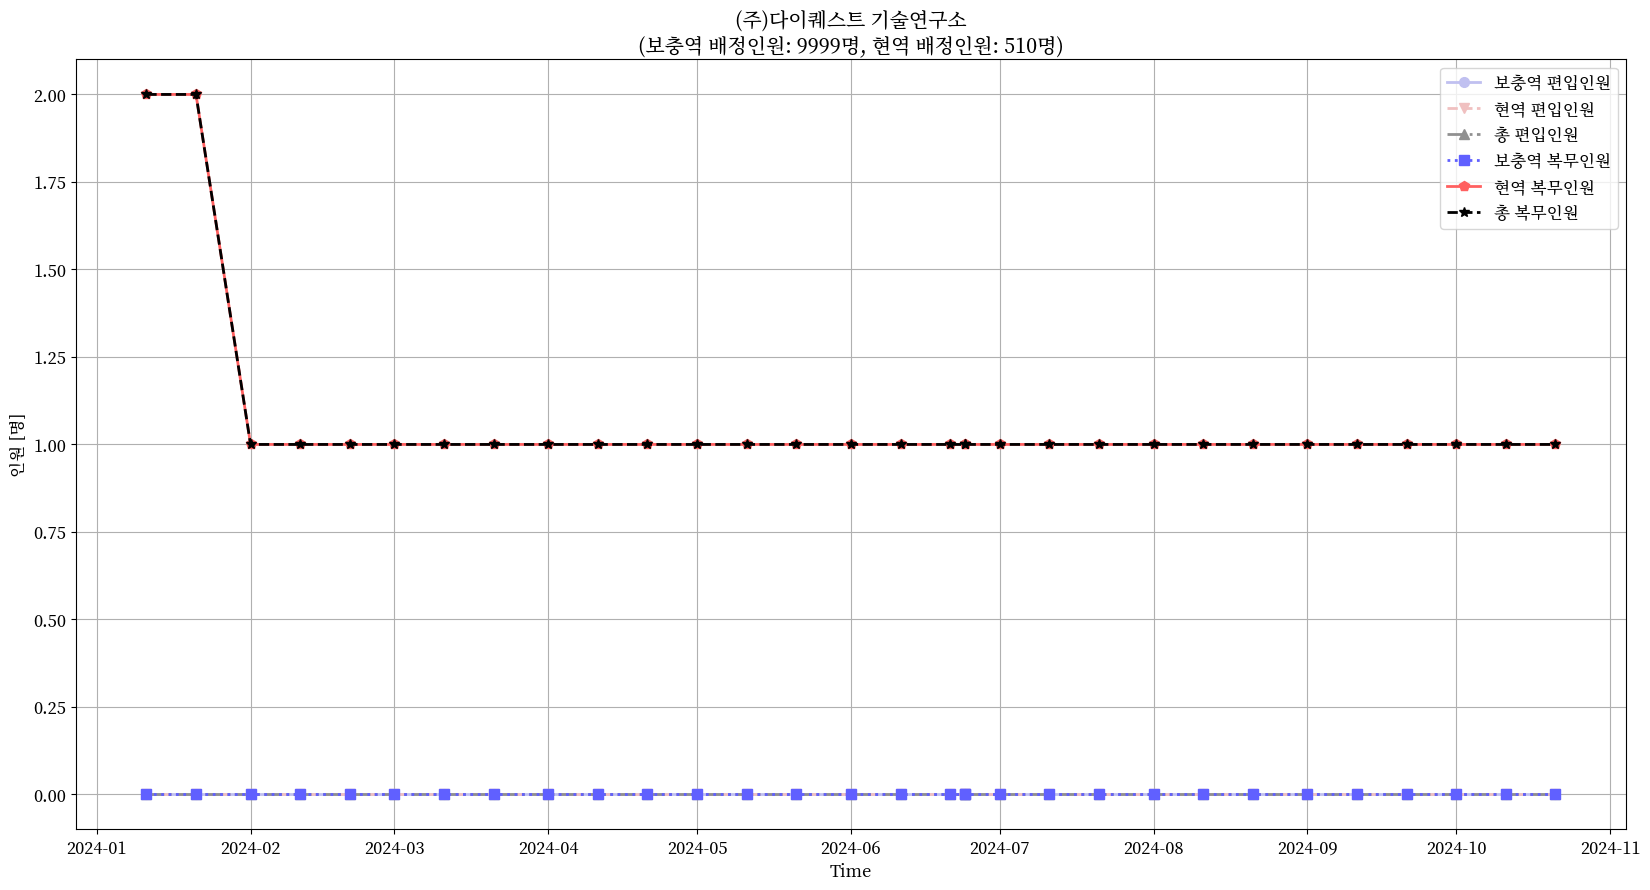 (주)다이퀘스트 기술연구소
(보충역 배정인원: 9999명, 현역 배정인원: 510명)
보충역 편입인원
현역 편입인원
총 편입인원
보충역 복무인원
현역 복무인원
총 복무인원
인원 [명]
2.00
1.75
1.50
1.25
1.00
0.75
0.50
0.25
0.00
2024-01 2024-02 2024-03 2024-04 2024-05 2024-06 2024-07 2024-08 2024-09 2024-10 2024-11
Time